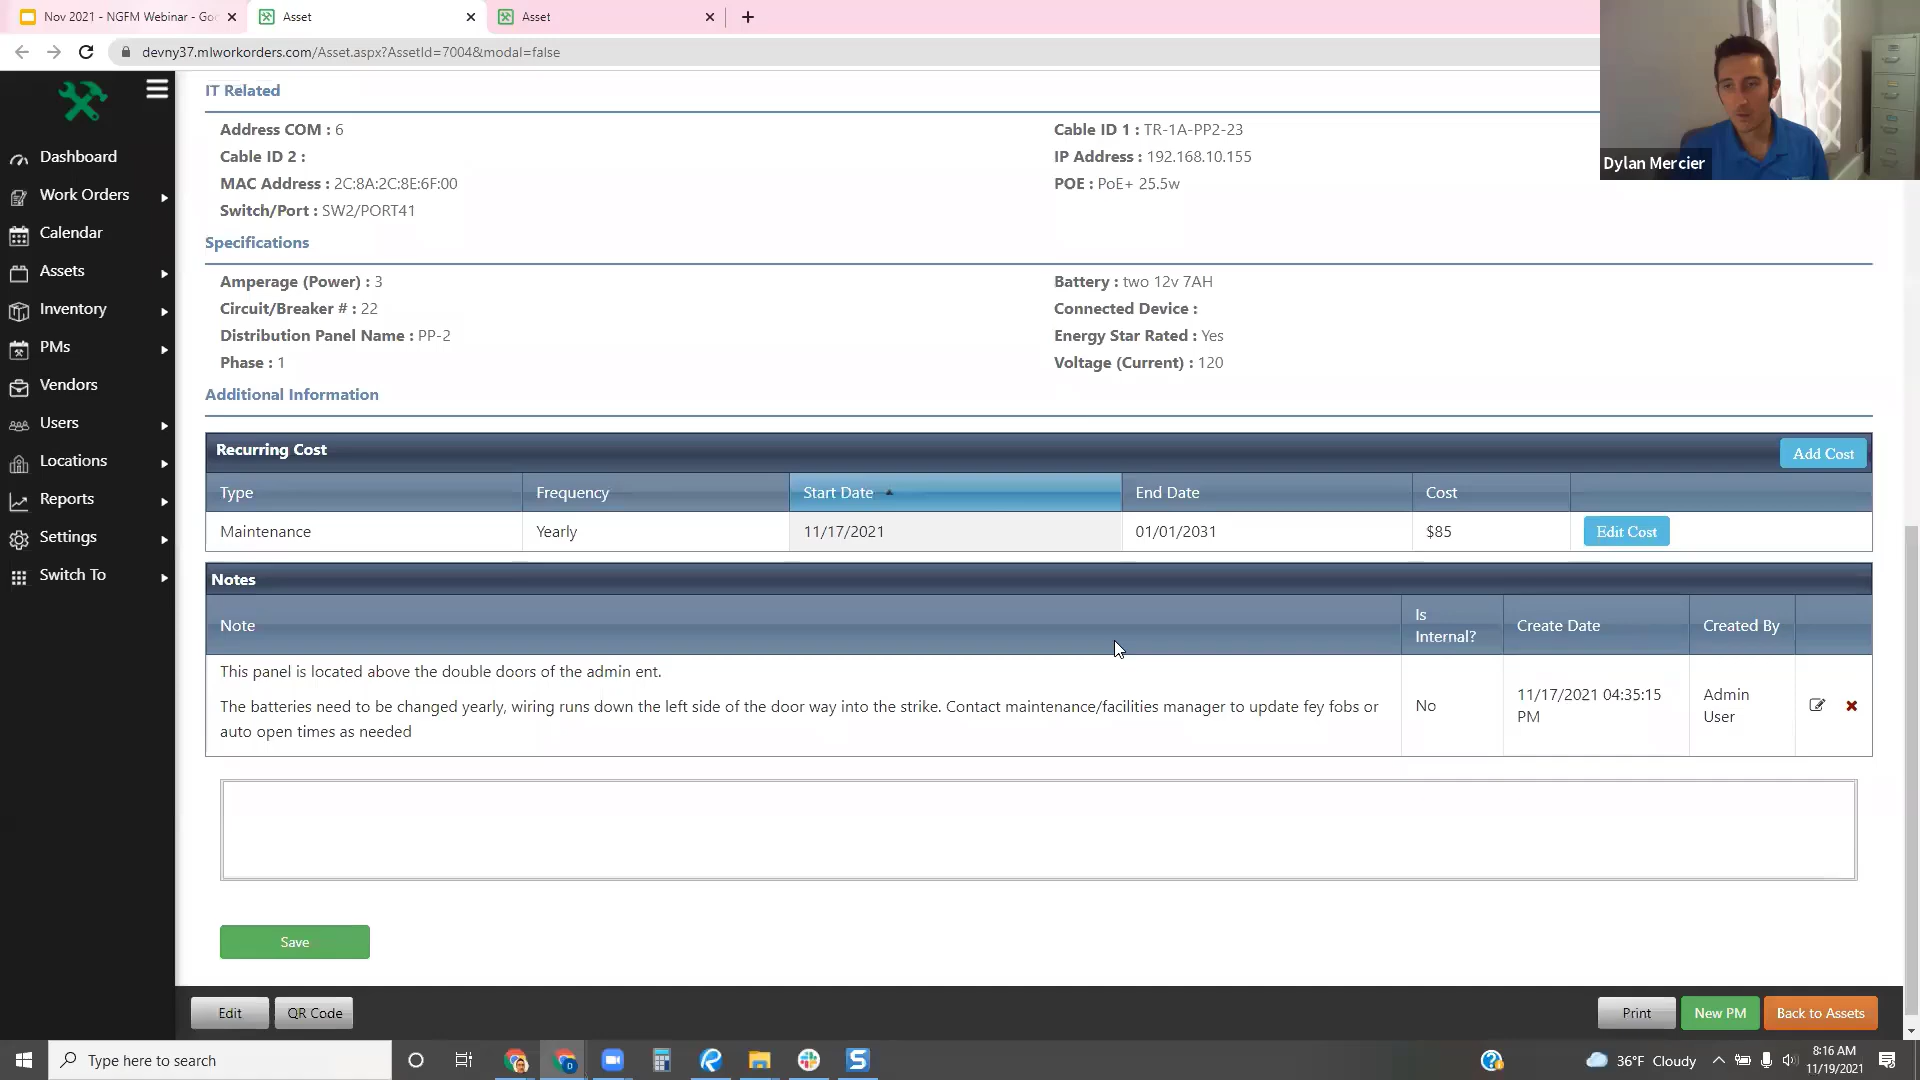 Nov 2021 - NGFM Webinar - Go
Asset
Asset
devny37.mlworkorders.com/Asset.aspx?AssetId=7004&modal=false
Dylan Mercier
Dashboard
Work Orders
Calendar
Assets
Inventory
PMs
Vendors
Users
Locations
Reports
Settings
Switch To
IT Related
Address COM : 6
Cable ID 1 : TR-1A-PP2-23
Cable ID 2 :
IP Address : 192.168.10.155
MAC Address : 2C:8A:2C:8E:6F:00
POE : PoE+ 25.5w
Switch/Port : SW2/PORT41
Specifications
Amperage (Power) : 3
Battery : two 12v 7AH
Circuit/Breaker # : 22
Connected Device :
Distribution Panel Name : PP-2
Energy Star Rated : Yes
Phase : 1
Voltage (Current) : 120
Additional Information
Recurring Cost
Add Cost
Type Frequency Start Date End Date Cost
Maintenance Yearly 11/17/2021 01/01/2031 $85 Edit Cost
Notes
Note
Is
Internal?
Create Date
Created By
This panel is located above the double doors of the admin ent.
The batteries need to be changed yearly, wiring runs down the left side of the door way into the strike. Contact maintenance/facilities manager to update fey fobs or
auto open times as needed
No
11/17/2021 04:35:15
PM
Admin
User
Save
Edit
QR Code
Print
New PM
Back to Assets
Type here to search
36°F Cloudy
8:16 AM
11/19/2021